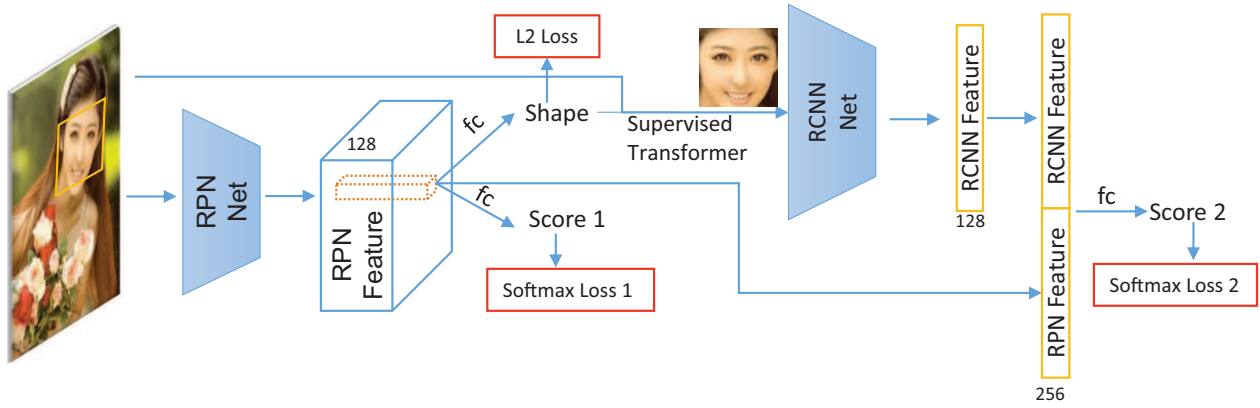 L2 Loss
Shape
Supervised
Transformer
RCNN
Net
RCNN Feature
128
RCNN Feature
RPN Feature
256
RPN
Net
128
RPN
Feature
fc
fc
Score 1
Softmax Loss 1
fc
Score 2
Softmax Loss 2